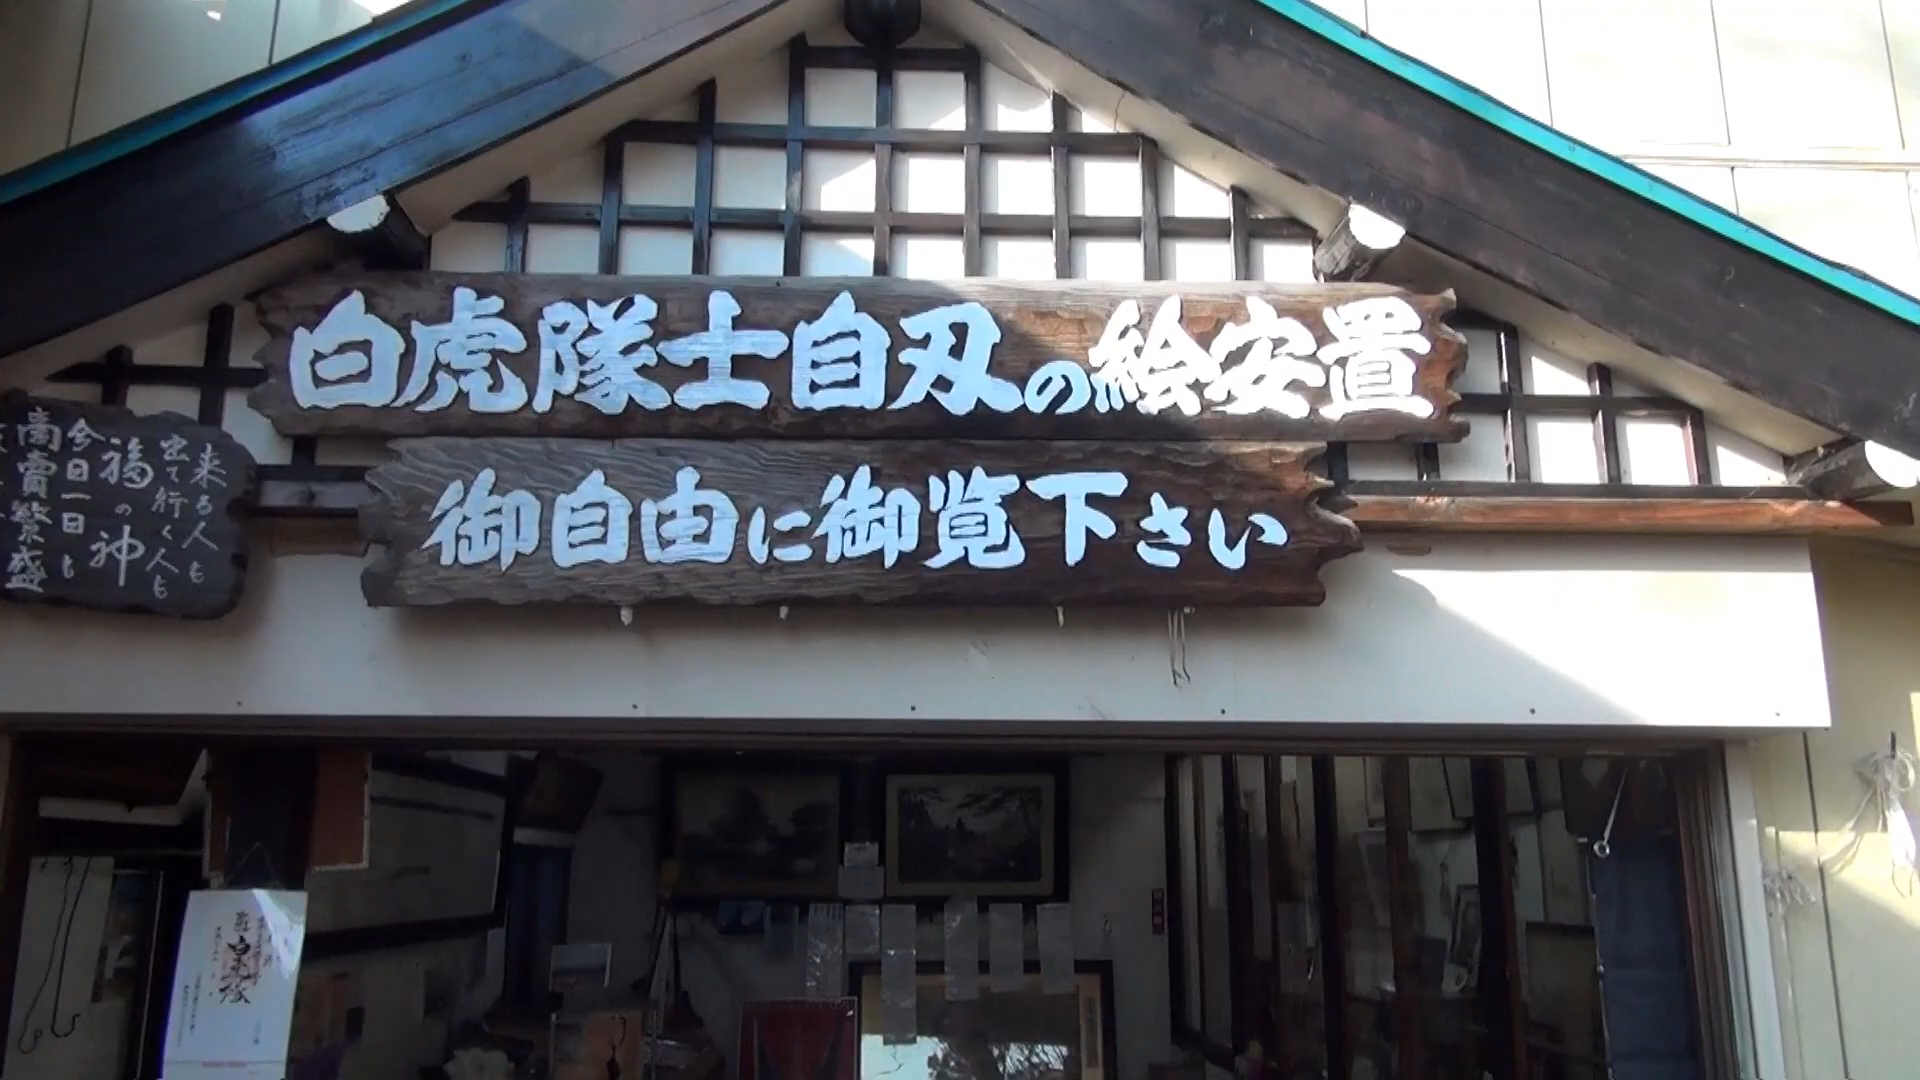 白虎隊士自刃の絵安置
御自由に御覧下さい
来る人も
出て行く人も
福の神
今日一日も
商賣繁盛